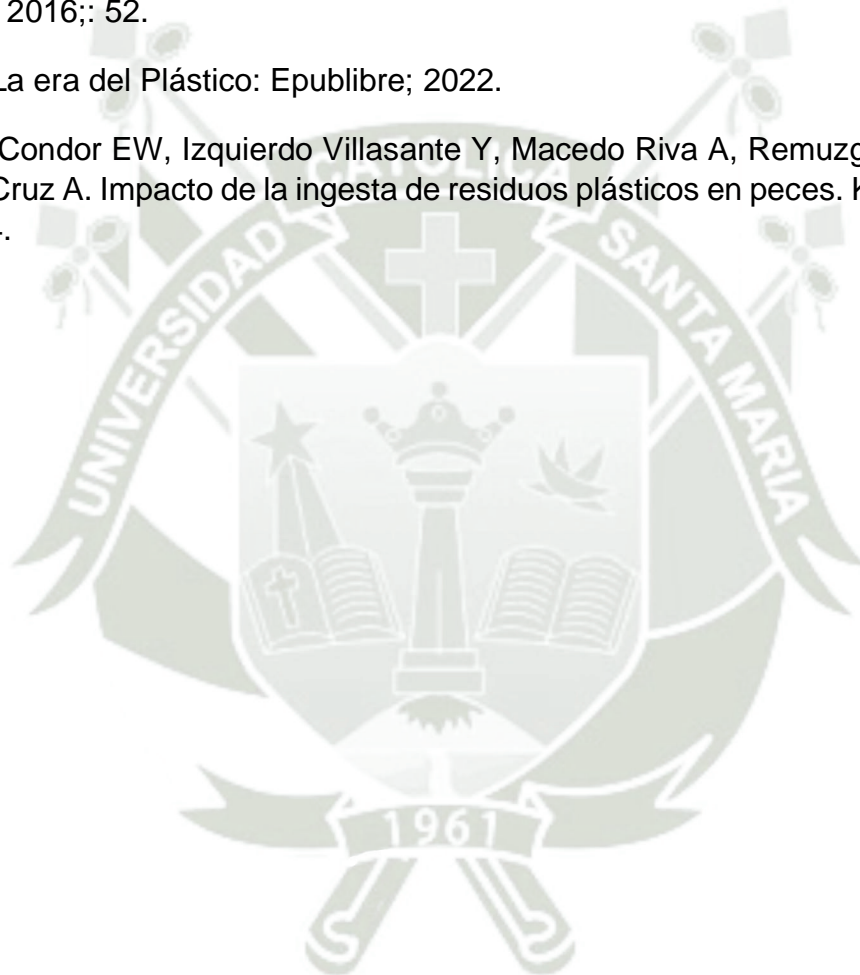 2016;: 52.
La era del Plástico: Epublibre; 2022.
Condor EW, Izquierdo Villasante Y, Macedo Riva A, Remuzg
Cruz A. Impacto de la ingesta de residuos plásticos en peces.
UNIVERSIDAD CATOLICA SANTA MARIA
1961